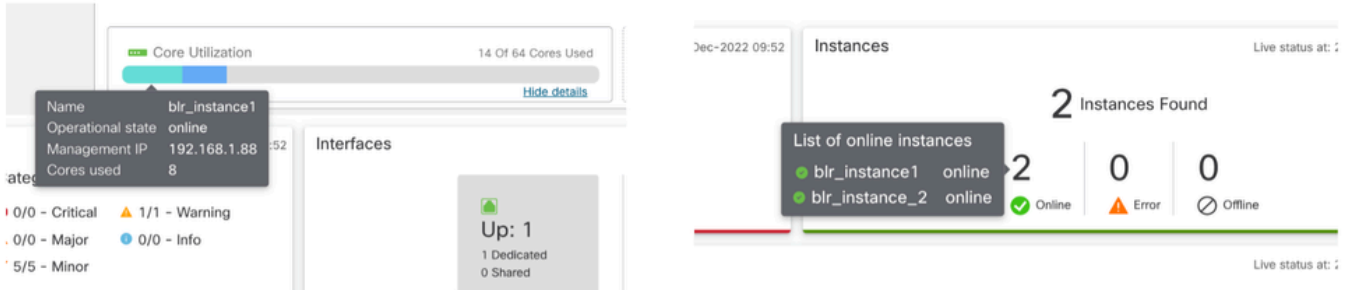 Core Utilization 14 Of 64 Cores Used
Hide details
Name blr_instance1
Operational state online
Management IP 192.168.1.88
Cores used 8
:52
Interfaces
0/0 - Critical 1/1 - Warning
0/0 - Major 0/0 - Info
5/5 - Minor
Up: 1
1 Dedicated
0 Shared
Dec-2022 09:52
Instances Live status at: 2
2 Instances Found
List of online instances
blr_instance1 online
blr_instance_2 online
2 0 0
Online Error Offline
Live status at: 2